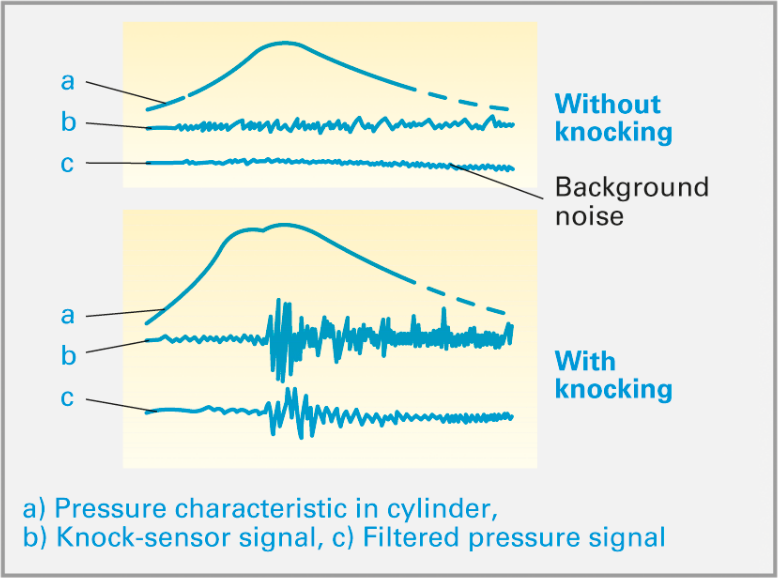 a
b
c
Without
knocking
Background
noise
a
b
c
With
knocking
a) Pressure characteristic in cylinder,
b) Knock-sensor signal, c) Filtered pressure signal